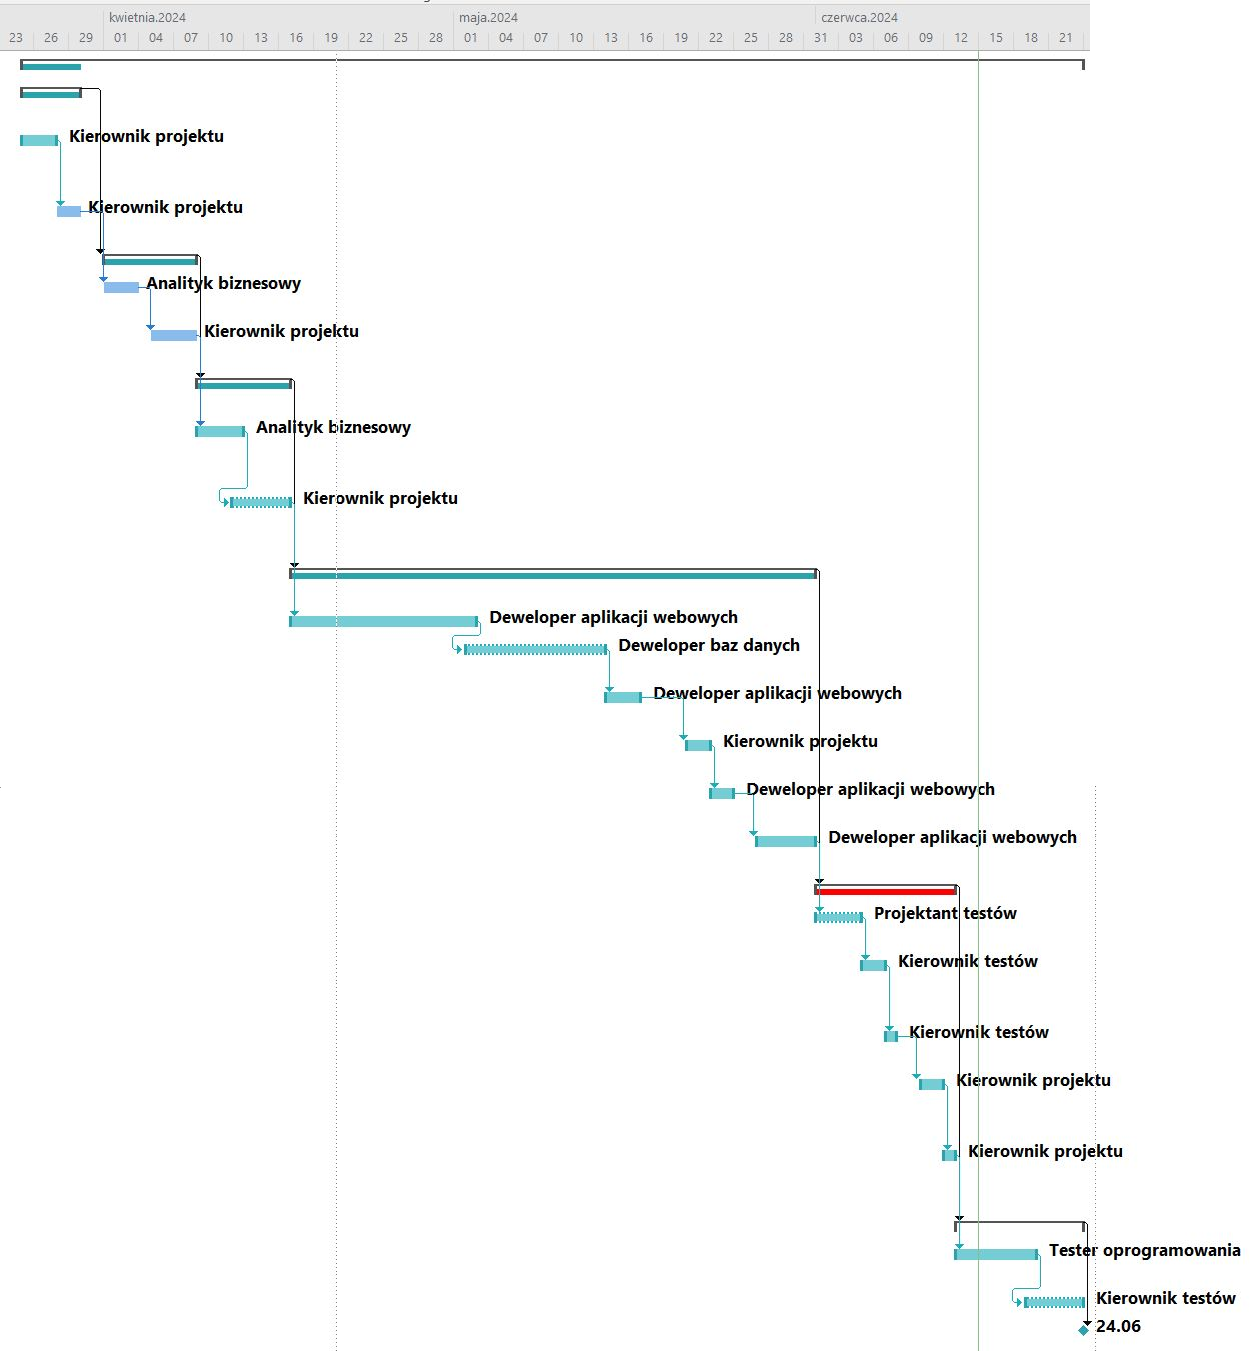 kwietnia.2024 maja.2024 czerwca.2024
23 26 29 01 04 07 10 13 16 19 22 25 28 01 04 07 10 13 16 19 22 25 28 31 03 06 09 12 15 18 21
Kierownik projektu
Kierownik projektu
Analityk biznesowy
Kierownik projektu
Analityk biznesowy
Kierownik projektu
Deweloper aplikacji webowych
Deweloper baz danych
Deweloper aplikacji webowych
Kierownik projektu
Deweloper aplikacji webowych
Deweloper aplikacji webowych
Projektant testów
Kierownik testów
Kierownik testów
Kierownik projektu
Kierownik projektu
Tester oprogramowania
Kierownik testów
24.06